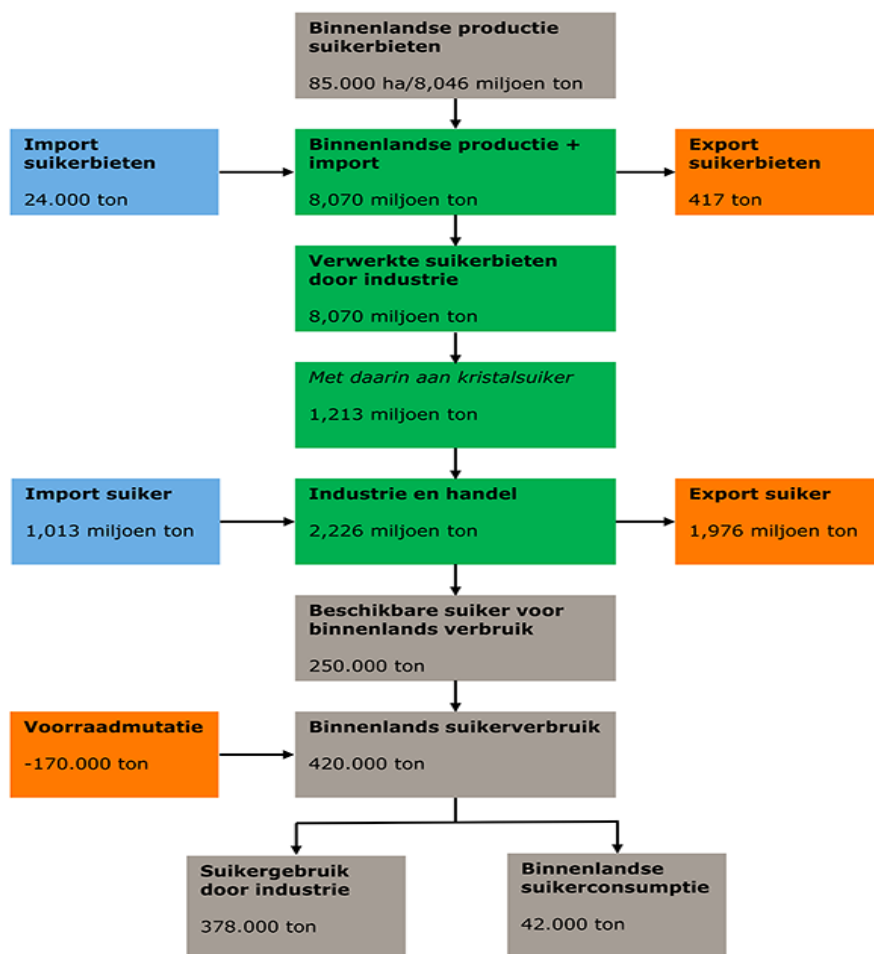 Binnenlandse productie
suikerbieten
85.000 ha/8,046 miljoen ton
Import
suikerbieten
24.000 ton
Binnenlandse productie +
import
8,070 miljoen ton
Export
suikerbieten
417 ton
Verwerkte suikerbieten
door industrie
8,070 miljoen ton
Met daarin aan kristalsuiker
1,213 miljoen ton
Import suiker
1,013 miljoen ton
Industrie en handel
2,226 miljoen ton
Export suiker
1,976 miljoen ton
Beschikbare suiker voor
binnenlands verbruik
250.000 ton
Voorraadmutatie
-170.000 ton
Binnenlands suikerverbruik
420.000 ton
Suikergebruik
door industrie
378.000 ton
Binnenlandse
suikerconsumptie
42.000 ton